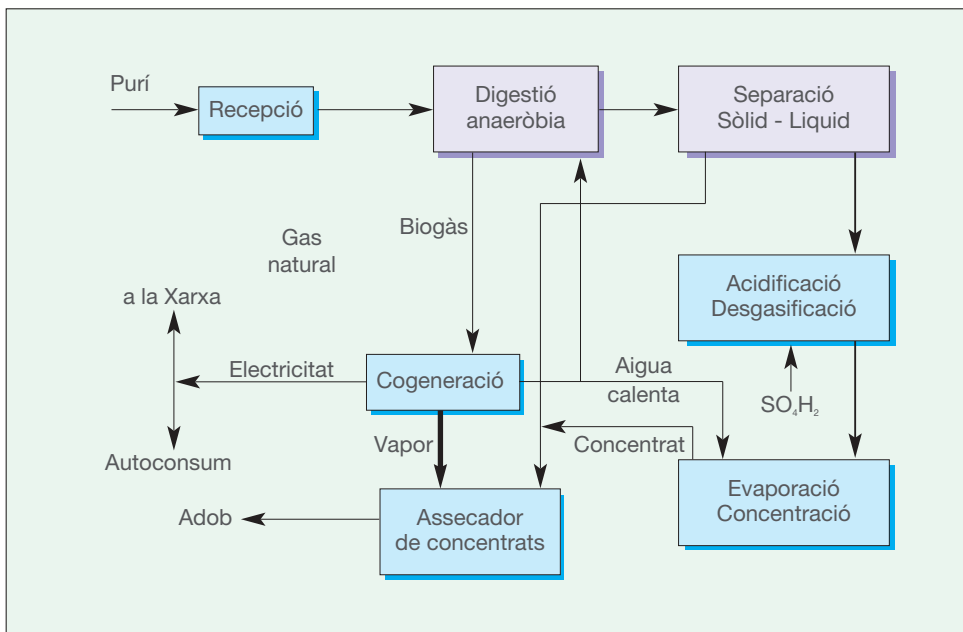 Purí
Recepció
Digestió
anaeròbia
Separació
Sòlid - Liquid
Gas
natural
Biogàs
a la Xarxa
Acidificació
Desgasificació
Electricitat
Cogeneració
Aigua
calenta
SO₄H₂
Vapor
Concentrat
Autoconsum
Adob
Assecador
de concentrats
Evaporació
Concentració